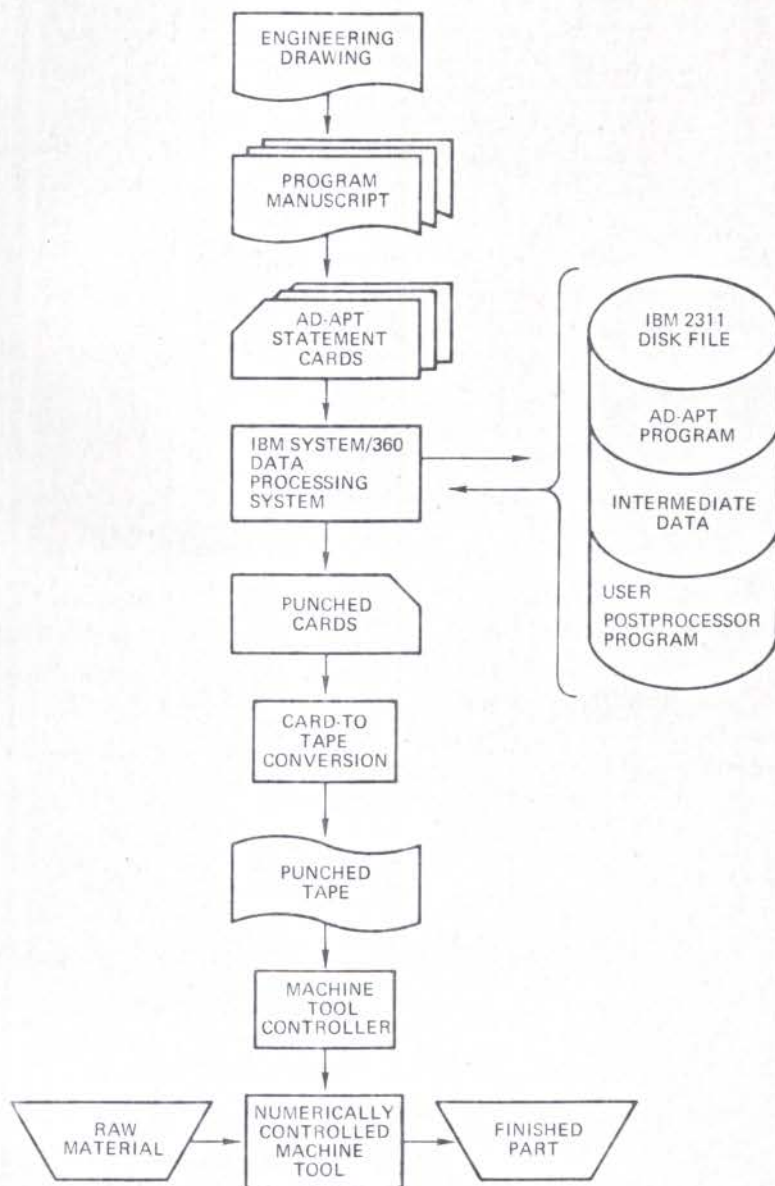 ENGINEERING
DRAWING
PROGRAM
MANUSCRIPT
AD-APT
STATEMENT
CARDS
IBM SYSTEM/360
DATA
PROCESSING
SYSTEM
IBM 2311
DISK FILE
AD-APT
PROGRAM
INTERMEDIATE
DATA
USER
POSTPROCESSOR
PROGRAM
PUNCHED
CARDS
CARD-TO
TAPE
CONVERSION
PUNCHED
TAPE
MACHINE
TOOL
CONTROLLER
RAW
MATERIAL
NUMERICALLY
CONTROLLED
MACHINE
TOOL
FINISHED
PART